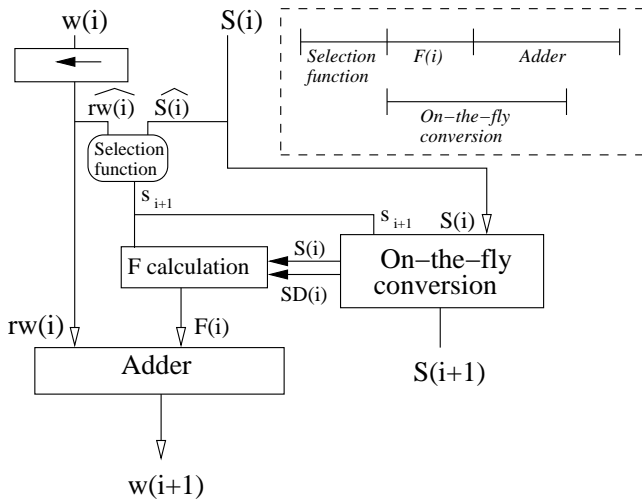 w(i)
S(i)
Selection
function
F(i)
Adder
On−the−fly
conversion
rw(i)
S(i)
Selection
function
s i+1
s i+1
S(i)
F calculation
S(i)
SD(i)
On−the−fly
conversion
rw(i)
F(i)
Adder
S(i+1)
w(i+1)